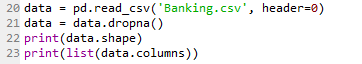 20 data = pd.read_csv('Banking.csv', header=0)
21 data = data.dropna()
22 print(data.shape)
23 print(list(data.columns))